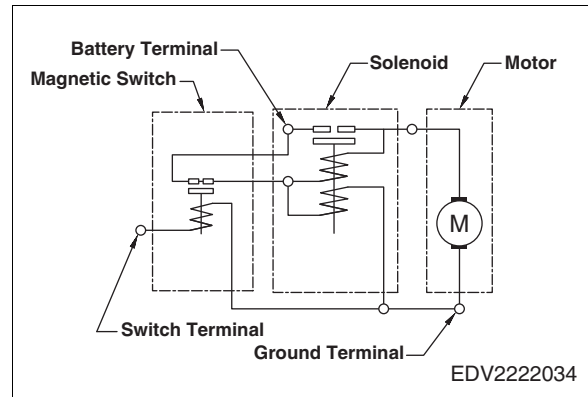 Battery Terminal
Solenoid
Motor
Magnetic Switch
M
Switch Terminal
Ground Terminal
EDV2222034